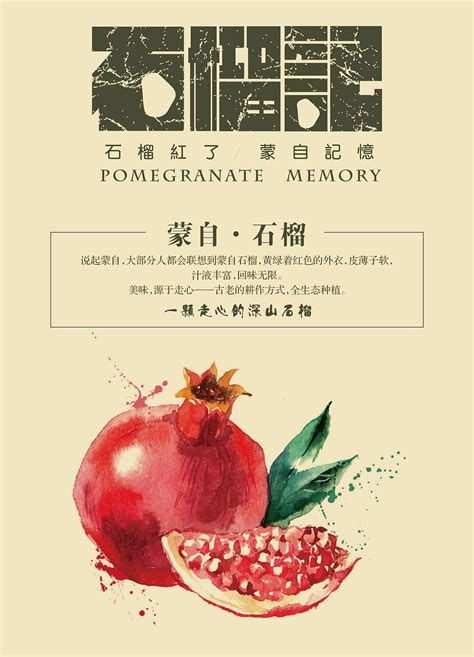 石榴記
石榴紅了/蒙自記憶
POMEGRANATE MEMORY
蒙自·石榴
说起蒙自,大部分人都会联想到蒙自石榴,黄绿着红色的外衣,皮薄子软,
汁液丰富,回味无限。
美味,源于走心——古老的耕作方式,全生态种植。
一颗走心的深山石榴